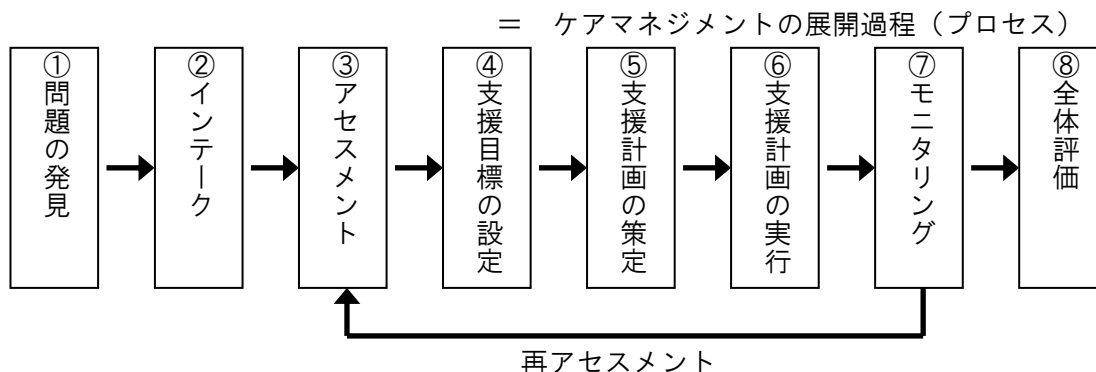 ＝　ケアマネジメントの展開過程（プロセス）
①問題の発見
②インテーク
③アセスメント
④支援目標の設定
⑤支援計画の策定
⑥支援計画の実行
⑦モニタリング
⑧全体評価
再アセスメント